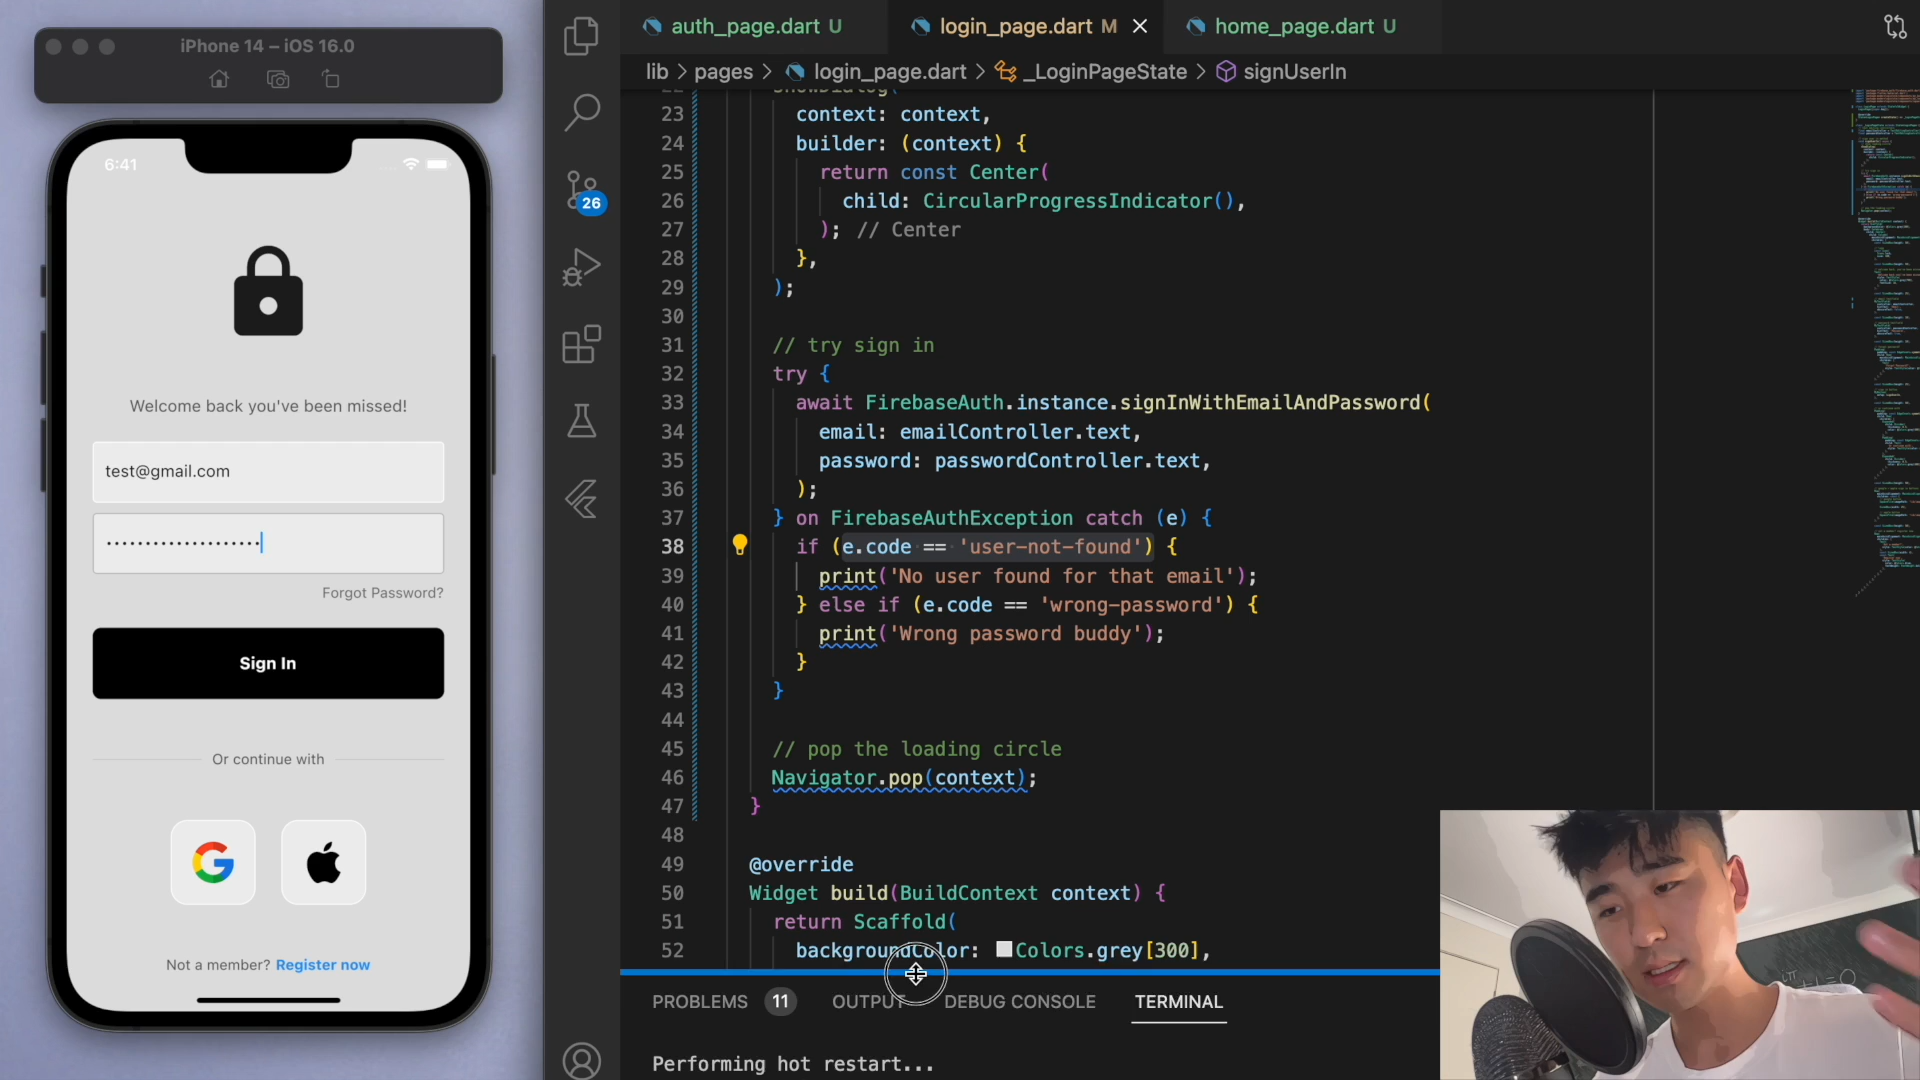 iPhone 14 – iOS 16.0
6:41
Welcome back you've been missed!
test@gmail.com
Forgot Password?
Sign In
Or continue with
Not a member? Register now
26
auth_page.dart U
login_page.dart M
home_page.dart U
lib > pages > login_page.dart > _LoginPageState > signUserIn
22 showDialog(
23 context: context,
24 builder: (context) {
25 return const Center(
26 child: CircularProgressIndicator(),
27 ); // Center
28 },
29 );
30
31 // try sign in
32 try {
33 await FirebaseAuth.instance.signInWithEmailAndPassword(
34 email: emailController.text,
35 password: passwordController.text,
36 );
37 } on FirebaseAuthException catch (e) {
38 if (e.code == 'user-not-found') {
39 print('No user found for that email');
40 } else if (e.code == 'wrong-password') {
41 print('Wrong password buddy');
42 }
43 }
44
45 // pop the loading circle
46 Navigator.pop(context);
47 }
48
49 @override
50 Widget build(BuildContext context) {
51 return Scaffold(
52 backgroundColor: Colors.grey[300],
PROBLEMS 11 OUTPUT DEBUG CONSOLE TERMINAL
Performing hot restart...